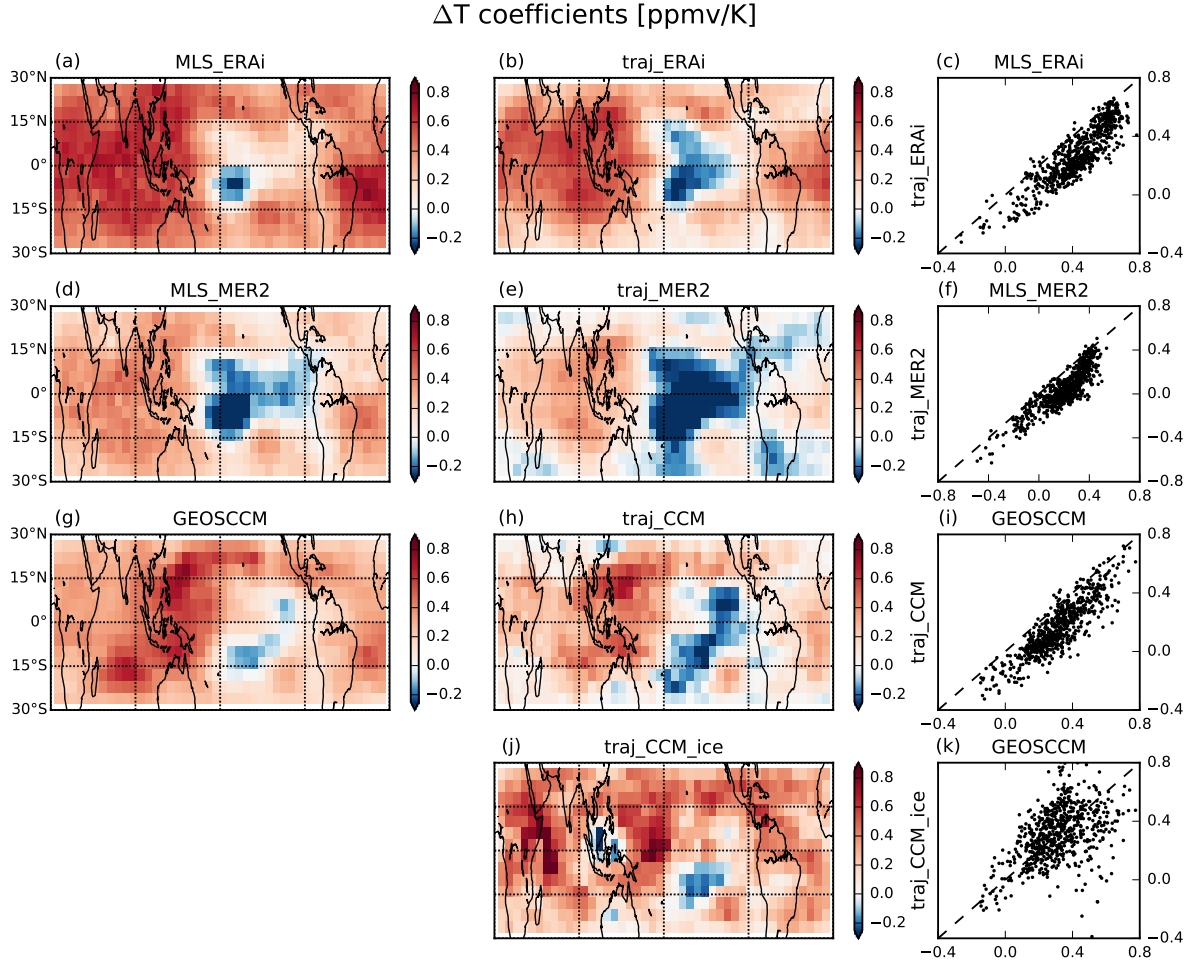 ΔT coefficients [ppmv/K]
(a) MLS_ERAi
30°N
15°N
0°
15°S
30°S
0.8
0.6
0.4
0.2
0.0
−0.2
(b) traj_ERAi
0.8
0.6
0.4
0.2
0.0
−0.2
(c) MLS_ERAi
traj_ERAi
0.8
0.4
0.0
−0.4
−0.4 0.0 0.4 0.8
(d) MLS_MER2
30°N
15°N
0°
15°S
30°S
0.8
0.6
0.4
0.2
0.0
−0.2
(e) traj_MER2
0.8
0.6
0.4
0.2
0.0
−0.2
(f) MLS_MER2
traj_MER2
0.8
0.4
0.0
−0.4
−0.8
−0.8 −0.4 0.0 0.4 0.8
(g) GEOSCCM
30°N
15°N
0°
15°S
30°S
0.8
0.6
0.4
0.2
0.0
−0.2
(h) traj_CCM
0.8
0.6
0.4
0.2
0.0
−0.2
(i) GEOSCCM
traj_CCM
0.8
0.4
0.0
−0.4
−0.4 0.0 0.4 0.8
(j) traj_CCM_ice
0.8
0.6
0.4
0.2
0.0
−0.2
(k) GEOSCCM
traj_CCM_ice
0.8
0.4
0.0
−0.4
−0.4 0.0 0.4 0.8